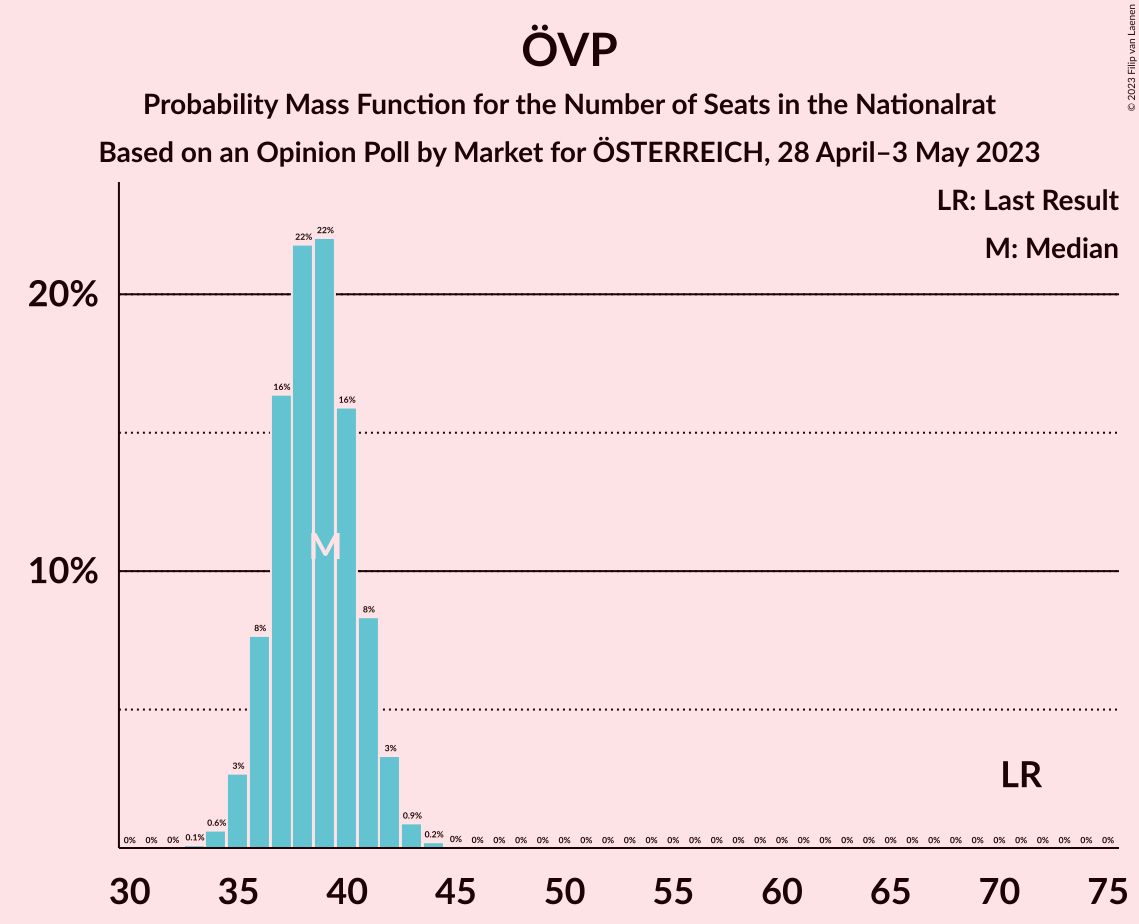 ÖVP
Probability Mass Function for the Number of Seats in the Nationalrat
Based on an Opinion Poll by Market for ÖSTERREICH, 28 April–3 May 2023
© 2023 Filip van Laenen
LR: Last Result
M: Median
20%
10%
0% 0% 0% 0.1% 0.6% 3% 8% 16% 22% 22% 16% 8% 3% 0.9% 0.2% 0% 0% 0% 0% 0% 0% 0% 0% 0% 0% 0% 0% 0% 0% 0% 0% 0% 0% 0% 0% 0% 0% 0% 0% 0% 0% 0% 0% 0% 0% 0%
M
LR
30 35 40 45 50 55 60 65 70 75